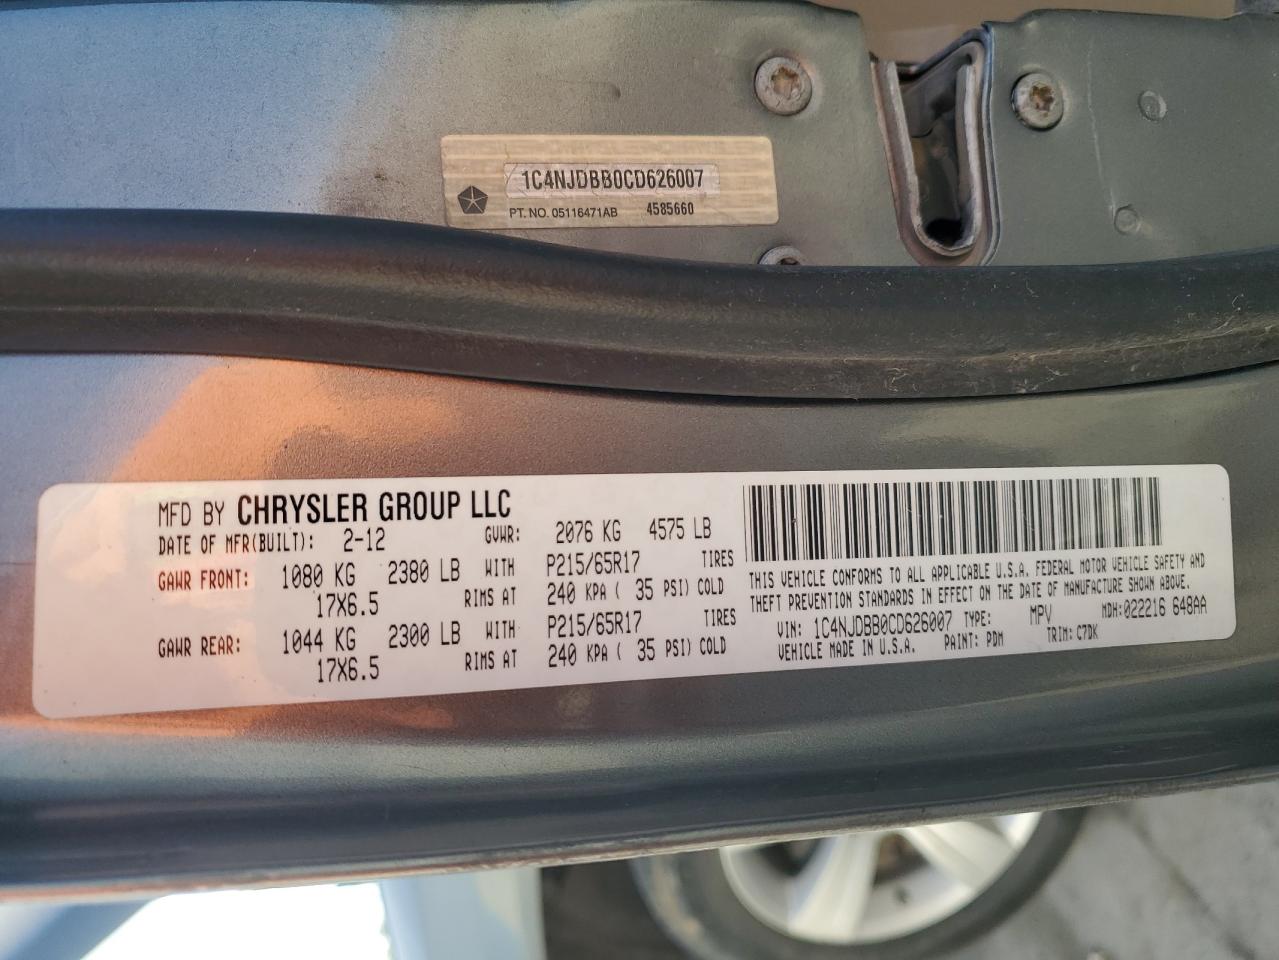 1C4NJDBB0CD626007
PT. NO. 05116471AB 4585660
MFD BY CHRYSLER GROUP LLC
DATE OF MFR(BUILT): 2-12 GVWR: 2076 KG 4575 LB
GAWR FRONT: 1080 KG 2380 LB WITH P215/65R17 TIRES
17X6.5 RIMS AT 240 KPA ( 35 PSI) COLD
GAWR REAR: 1044 KG 2300 LB WITH P215/65R17 TIRES
17X6.5 RIMS AT 240 KPA ( 35 PSI) COLD
THIS VEHICLE CONFORMS TO ALL APPLICABLE U.S.A. FEDERAL MOTOR VEHICLE SAFETY AND
THEFT PREVENTION STANDARDS IN EFFECT ON THE DATE OF MANUFACTURE SHOWN ABOVE.
VIN: 1C4NJDBB0CD626007 TYPE: MPV MDH:022216 648AA
VEHICLE MADE IN U.S.A. PAINT: PDM TRIM: C7DK